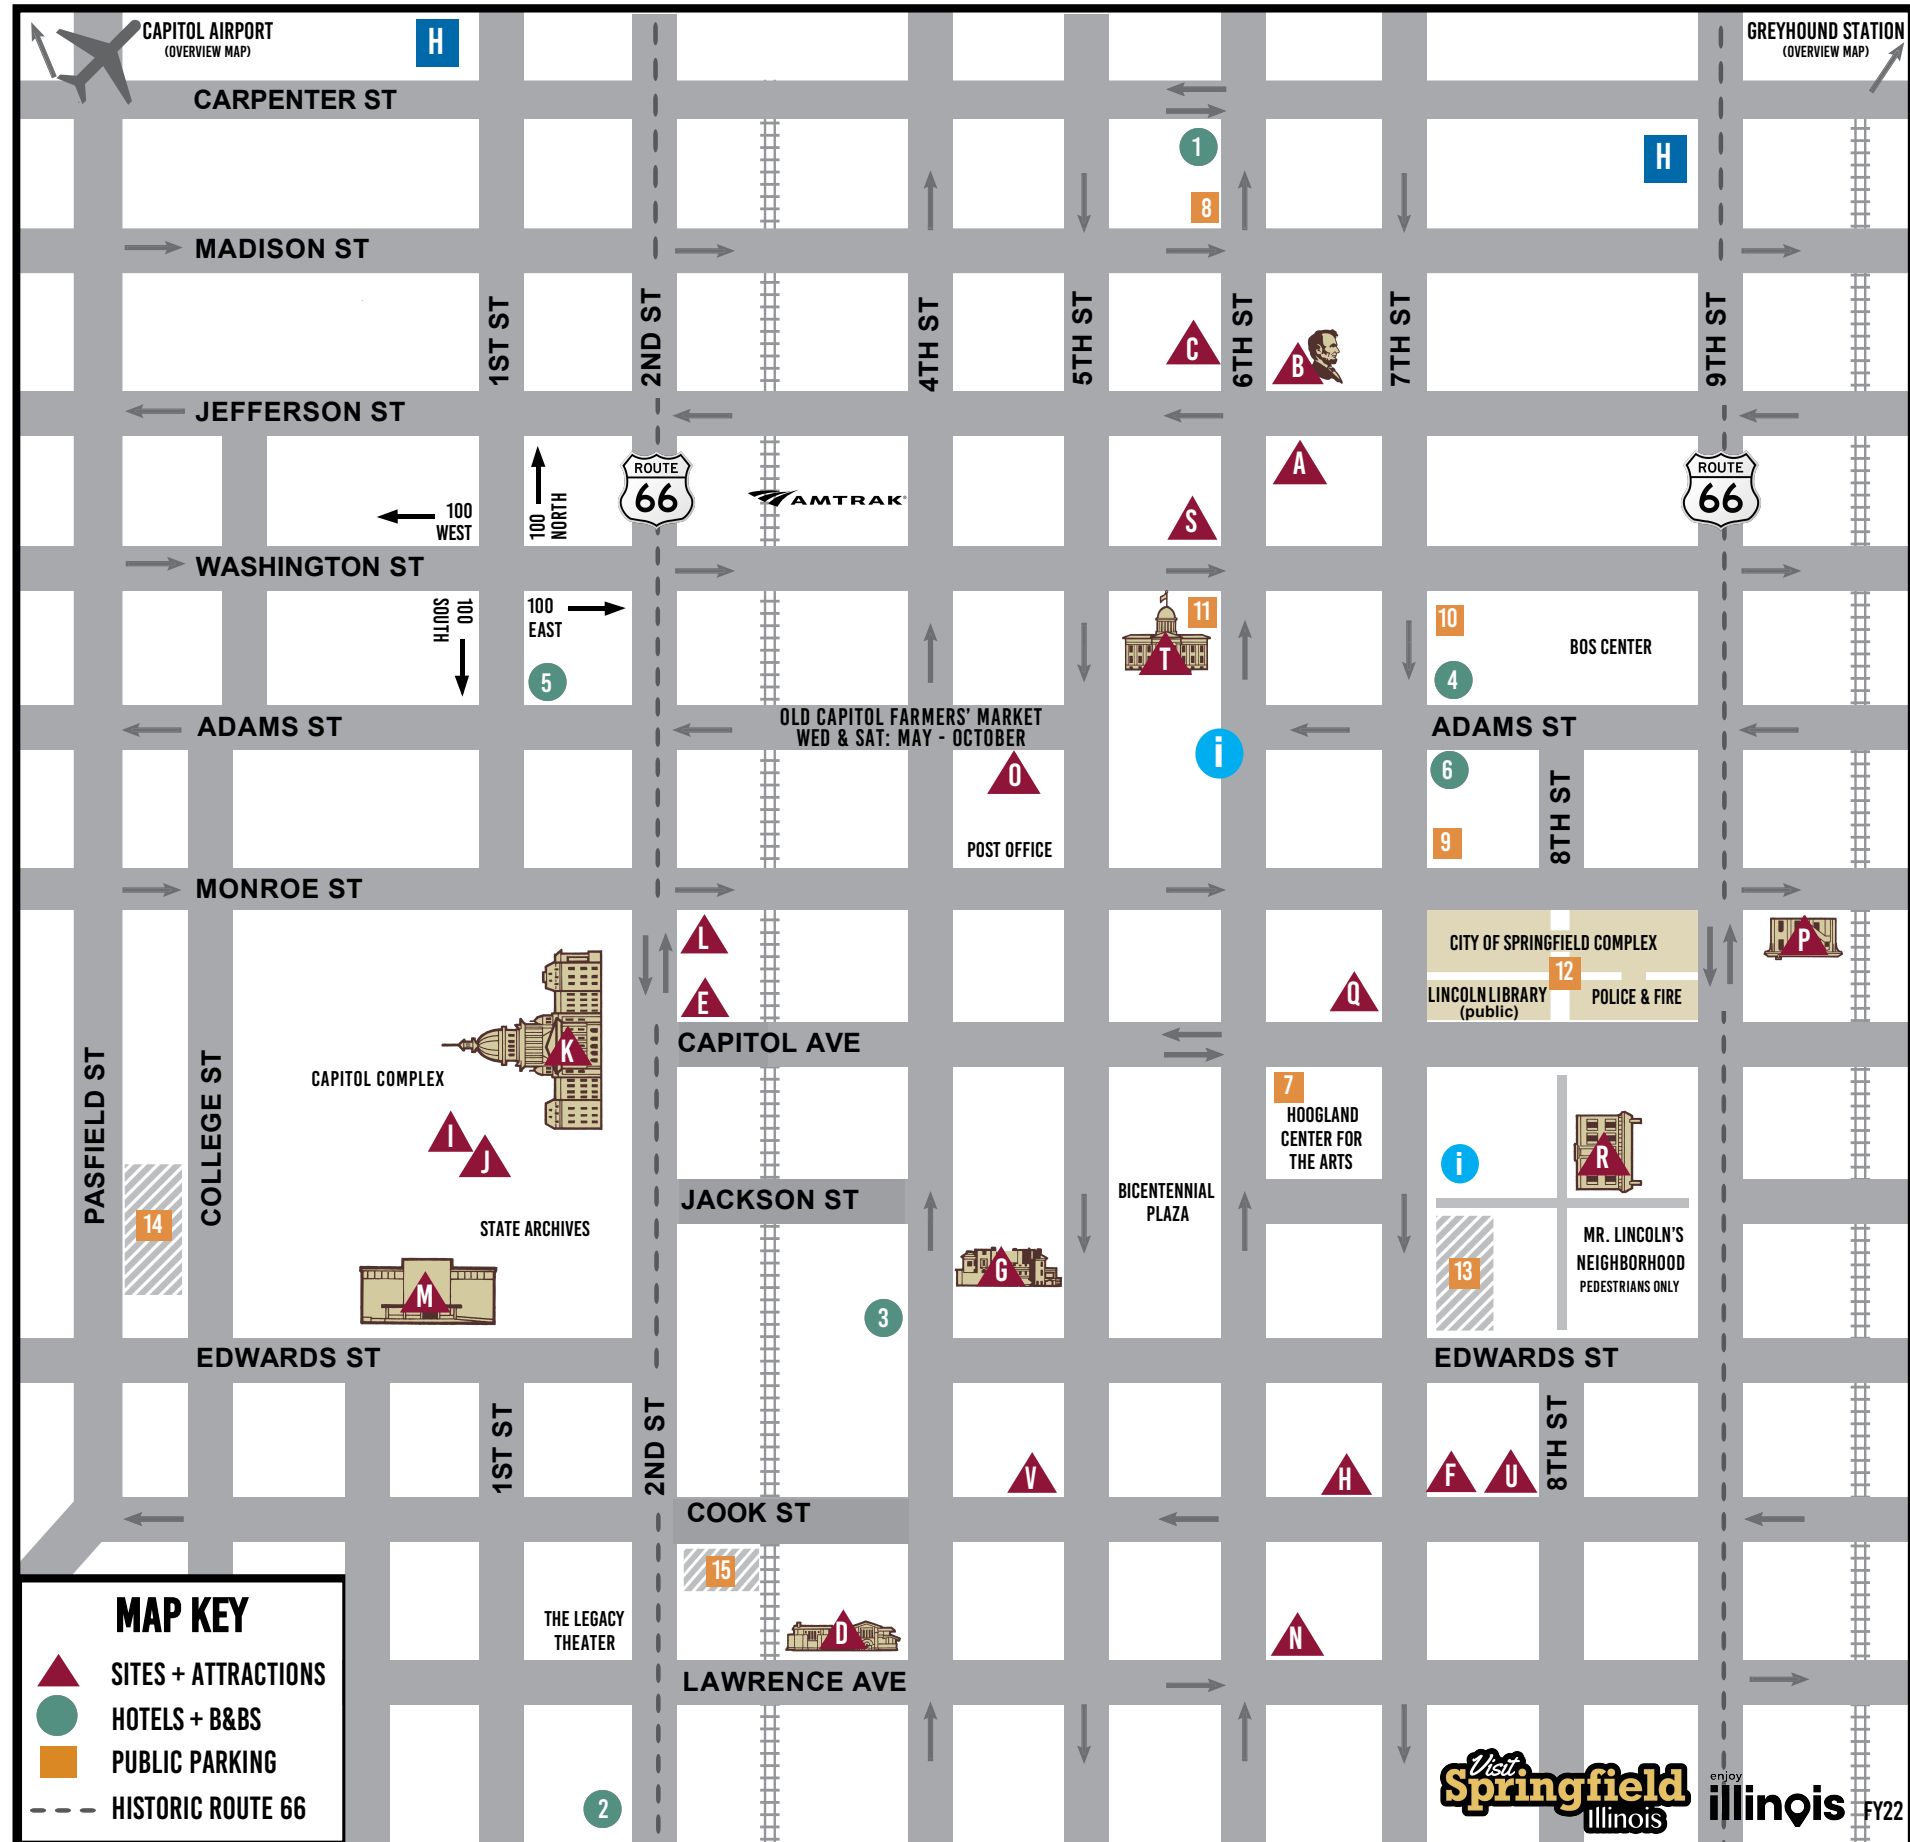 CAPITOL AIRPORT
(OVERVIEW MAP)
H
GREYHOUND STATION
(OVERVIEW MAP)
CARPENTER ST
1
H
8
MADISON ST
1ST ST
2ND ST
4TH ST
5TH ST
6TH ST
7TH ST
9TH ST
C
B
JEFFERSON ST
A
ROUTE
66
ROUTE
66
AMTRAK
100
WEST
100
NORTH
S
WASHINGTON ST
100
SOUTH
100
EAST
11
10
T
BOS CENTER
5
4
ADAMS ST
OLD CAPITOL FARMERS' MARKET
WED & SAT: MAY - OCTOBER
ADAMS ST
i
O
6
8TH ST
POST OFFICE
9
MONROE ST
L
CITY OF SPRINGFIELD COMPLEX
P
12
E
Q
LINCOLN LIBRARY
(public)
POLICE & FIRE
K
CAPITOL AVE
CAPITOL COMPLEX
7
HOOGLAND
CENTER FOR
THE ARTS
PASFIELD ST
COLLEGE ST
I
J
i
R
JACKSON ST
BICENTENNIAL
PLAZA
14
STATE ARCHIVES
MR. LINCOLN'S
NEIGHBORHOOD
PEDESTRIANS ONLY
G
13
M
3
EDWARDS ST
EDWARDS ST
1ST ST
2ND ST
8TH ST
V
H
F
U
COOK ST
15
THE LEGACY
THEATER
D
N
LAWRENCE AVE
MAP KEY
SITES + ATTRACTIONS
HOTELS + B&BS
PUBLIC PARKING
HISTORIC ROUTE 66
2
Visit
Springfield
Illinois
enjoy
illinois
FY22